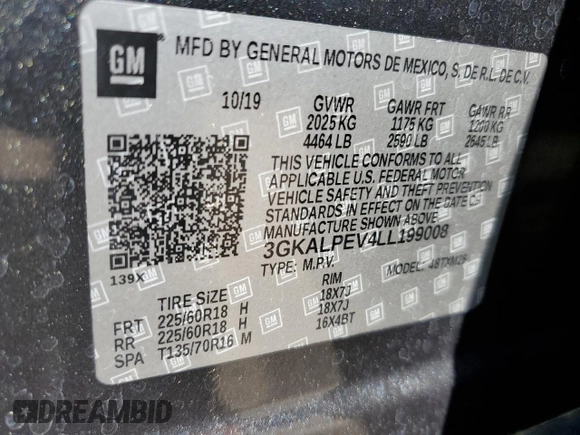 GM
MFD BY GENERAL MOTORS DE MEXICO, S. DE R.L. DE C.V.
10/19 GVWR GAWR FRT GAWR RR
2025 KG 1175 KG 1200 KG
4464 LB 2590 LB 2645 LB
THIS VEHICLE CONFORMS TO ALL
APPLICABLE U.S. FEDERAL MOTOR
VEHICLE SAFETY AND THEFT PREVENTION
STANDARDS IN EFFECT ON THE DATE OF
MANUFACTURE SHOWN ABOVE
3GKALPEV4LL199008
139X TYPE: M.P.V. MODEL: 4BTXM26
TIRE SIZE RIM
FRT 225/60R18 H 18X7J
RR 225/60R18 H 18X7J
SPA T135/70R16 M 16X4BT
DREAMBID